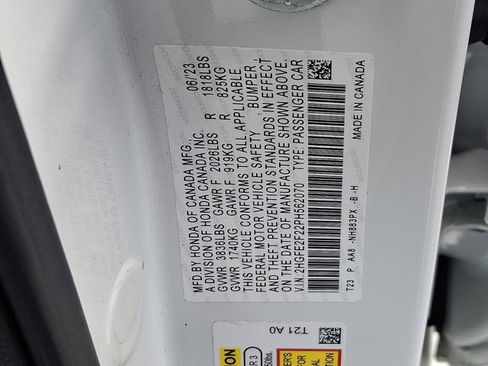 MFD. BY HONDA OF CANADA MFG. 06/23
A DIVISION OF HONDA CANADA INC.
GVWR 3836LBS GAWR F 2026LBS R 1818LBS
GVWR 1740KG GAWR F 919KG R 825KG
THIS VEHICLE CONFORMS TO ALL APPLICABLE
FEDERAL MOTOR VEHICLE SAFETY , BUMPER ,
AND THEFT PREVENTION STANDARDS IN EFFECT
ON THE DATE OF MANUFACTURE SHOWN ABOVE.
V.I.N: 2HGFE2F22PH562070 TYPE: PASSENGER CAR
T23 P AA8 -NH883PX -B -H MADE IN CANADA
T21 A0